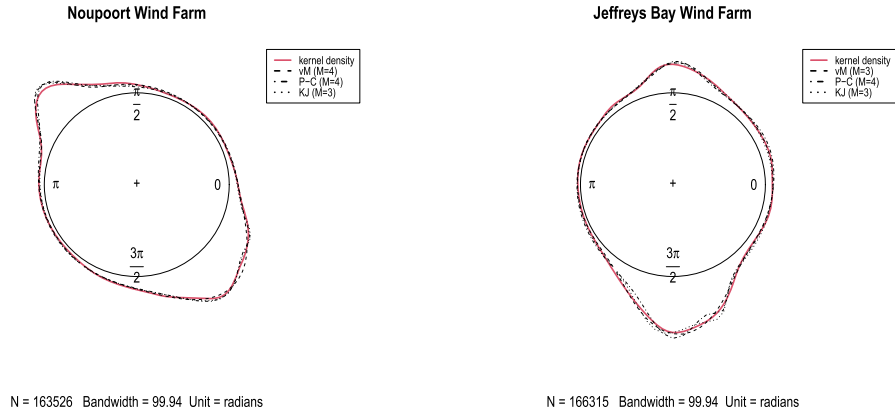 Noupoort Wind Farm
kernel density
vM (M=4)
P−C (M=4)
KJ (M=3)
π
2
π
+
0
3π
2
N = 163526 Bandwidth = 99.94 Unit = radians
Jeffreys Bay Wind Farm
kernel density
vM (M=3)
P−C (M=4)
KJ (M=3)
π
2
π
+
0
3π
2
N = 166315 Bandwidth = 99.94 Unit = radians